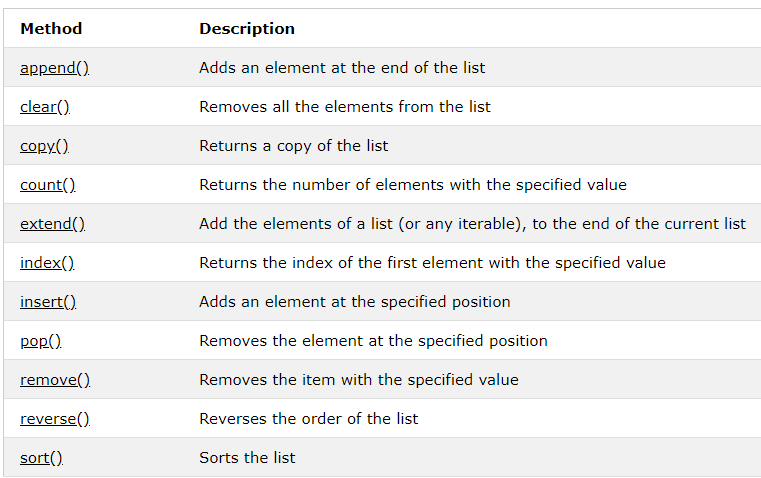 Method Description
append() Adds an element at the end of the list
clear() Removes all the elements from the list
copy() Returns a copy of the list
count() Returns the number of elements with the specified value
extend() Add the elements of a list (or any iterable), to the end of the current list
index() Returns the index of the first element with the specified value
insert() Adds an element at the specified position
pop() Removes the element at the specified position
remove() Removes the item with the specified value
reverse() Reverses the order of the list
sort() Sorts the list